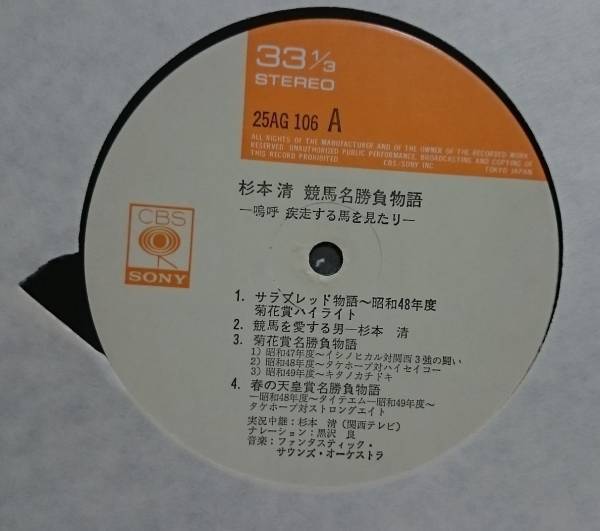 33 1/3
STEREO
25AG 106 A
ALL RIGHTS OF THE MANUFACTURER AND OF THE OWNER OF THE RECORDED WORK
RESERVED. UNAUTHORIZED PUBLIC PERFORMANCE, BROADCASTING AND COPYING OF
THIS RECORD PROHIBITED. CBS/SONY INC. TOKYO JAPAN
杉本 清 競馬名勝負物語
―嗚呼 疾走する馬を見たり―
CBS
SONY
1. サラブレッド物語〜昭和48年度
菊花賞ハイライト
2. 競馬を愛する男―杉本 清
3. 菊花賞名勝負物語
1) 昭和47年度〜イシノヒカル対関西3強の闘い
2) 昭和48年度〜タケホープ対ハイセイコー
3) 昭和49年度〜キタノカチドキ
4. 春の天皇賞名勝負物語
―昭和48年度〜タイテエム―昭和49年度〜
タケホープ対ストロングエイト
実況中継：杉本 清（関西テレビ）
ナレーション：黒沢 良
音楽：ファンタスティック・
サウンズ・オーケストラ